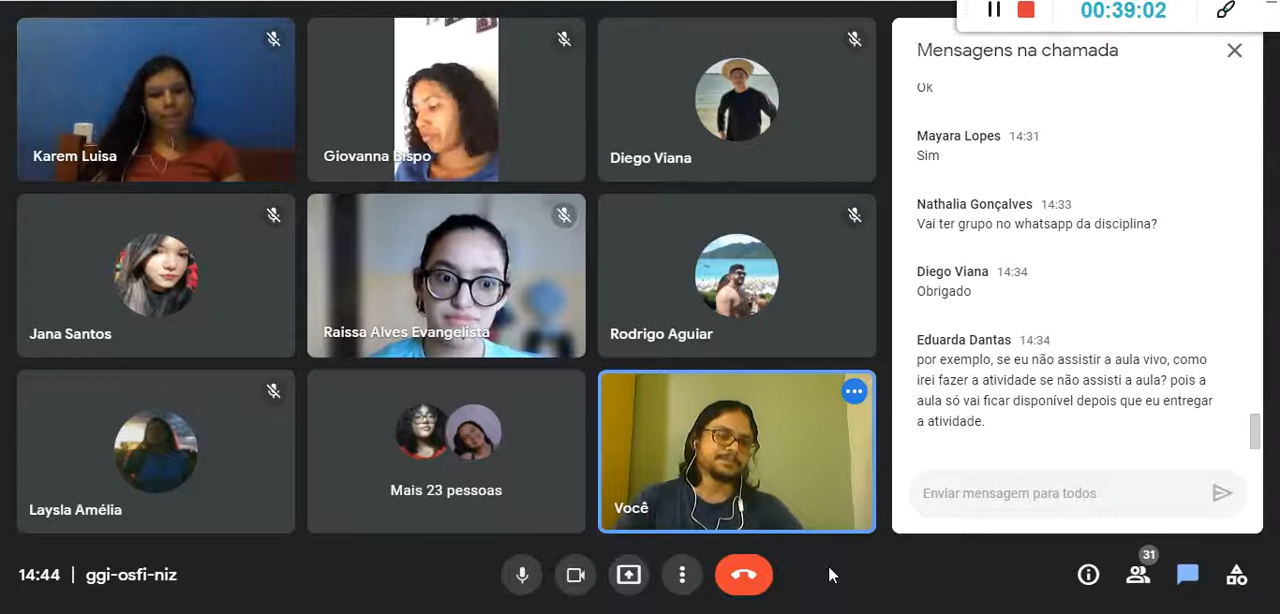 00:39:02
Mensagens na chamada
Ok
Mayara Lopes 14:31
Sim
Nathalia Gonçalves 14:33
Vai ter grupo no whatsapp da disciplina?
Diego Viana 14:34
Obrigado
Eduarda Dantas 14:34
por exemplo, se eu não assistir a aula vivo, como
irei fazer a atividade se não assisti a aula? pois a
aula só vai ficar disponível depois que eu entregar
a atividade.
Enviar mensagem para todos
Karem Luisa
Giovanna Bispo
Diego Viana
Jana Santos
Raissa Alves Evangelista
Rodrigo Aguiar
Laysla Amélia
Mais 23 pessoas
Você
14:44 | ggi-osfi-niz
31